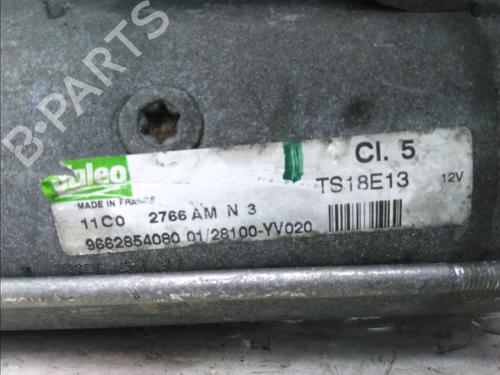 B-PARTS
Valeo
Cl. 5
MADE IN FRANCE
TS18E13 12V
11C0 2766 AM N 3
9662854080 01/28100-YV020